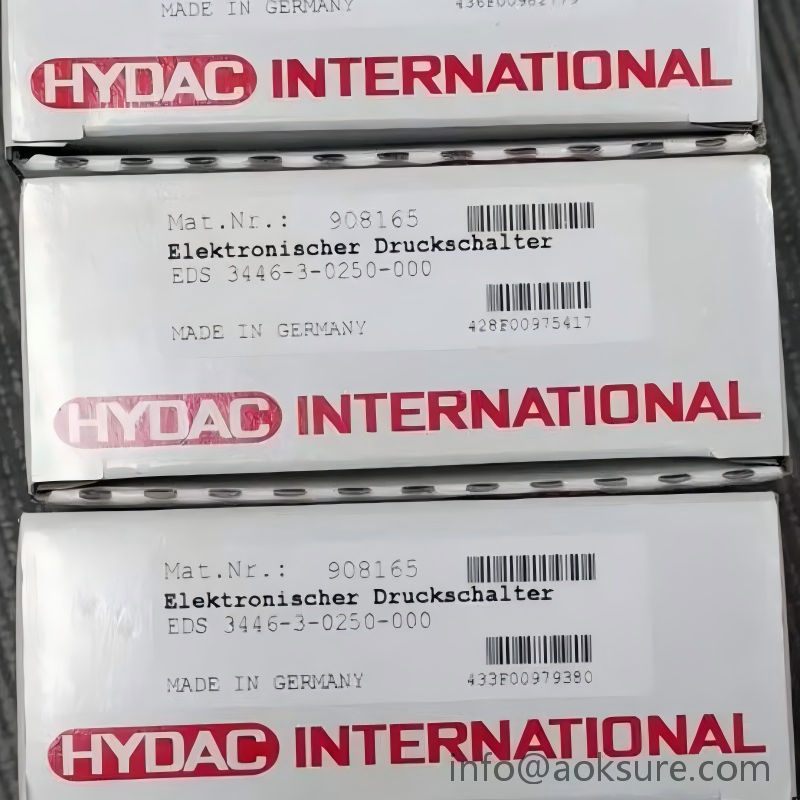 MADE IN GERMANY
HYDAC INTERNATIONAL
Mat.Nr.: 908165
Elektronischer Druckschalter
EDS 3446-3-0250-000
MADE IN GERMANY 428F00975417
HYDAC INTERNATIONAL
Mat.Nr.: 908165
Elektronischer Druckschalter
EDS 3446-3-0250-000
MADE IN GERMANY 433F00979380
HYDAC INTERNATIONAL
info@aoksure.com